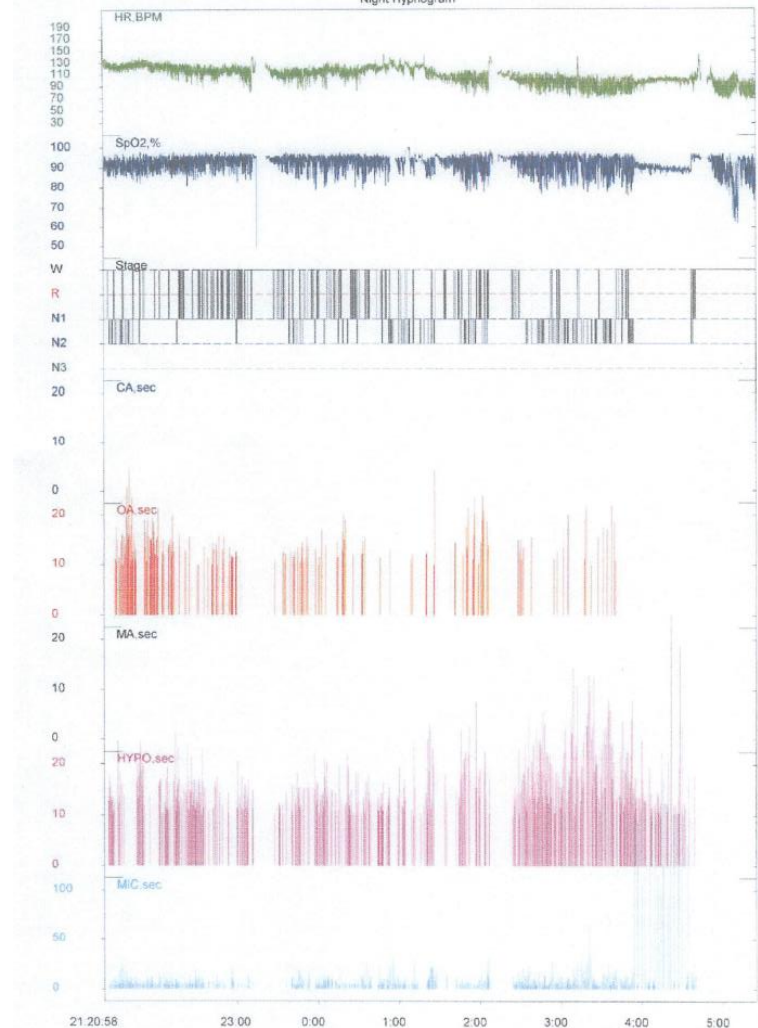 Night Hypnogram
HR,BPM
190
170
150
130
110
90
70
50
30
SpO2,%
100
90
80
70
60
50
Stage
W
R
N1
N2
N3
CA,sec
20
10
0
OA,sec
20
10
0
MA,sec
20
10
0
HYPO,sec
20
10
0
MIC,sec
100
50
0
21:20:58 23:00 0:00 1:00 2:00 3:00 4:00 5:00